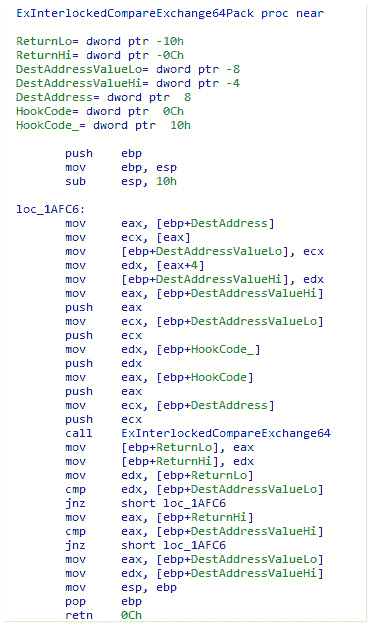 ExInterlockedCompareExchange64Pack proc near
ReturnLo= dword ptr -10h
ReturnHi= dword ptr -0Ch
DestAddressValueLo= dword ptr -8
DestAddressValueHi= dword ptr -4
DestAddress= dword ptr  8
HookCode= dword ptr  0Ch
HookCode_= dword ptr  10h
push    ebp
mov     ebp, esp
sub     esp, 10h
loc_1AFC6:
mov     eax, [ebp+DestAddress]
mov     ecx, [eax]
mov     [ebp+DestAddressValueLo], ecx
mov     edx, [eax+4]
mov     [ebp+DestAddressValueHi], edx
mov     eax, [ebp+DestAddressValueHi]
push    eax
mov     ecx, [ebp+DestAddressValueLo]
push    ecx
mov     edx, [ebp+HookCode_]
push    edx
mov     eax, [ebp+HookCode]
push    eax
mov     ecx, [ebp+DestAddress]
push    ecx
call    ExInterlockedCompareExchange64
mov     [ebp+ReturnLo], eax
mov     [ebp+ReturnHi], edx
mov     edx, [ebp+ReturnLo]
cmp     edx, [ebp+DestAddressValueLo]
jnz     short loc_1AFC6
mov     eax, [ebp+ReturnHi]
cmp     eax, [ebp+DestAddressValueHi]
jnz     short loc_1AFC6
mov     eax, [ebp+DestAddressValueLo]
mov     edx, [ebp+DestAddressValueHi]
mov     esp, ebp
pop     ebp
retn    0Ch